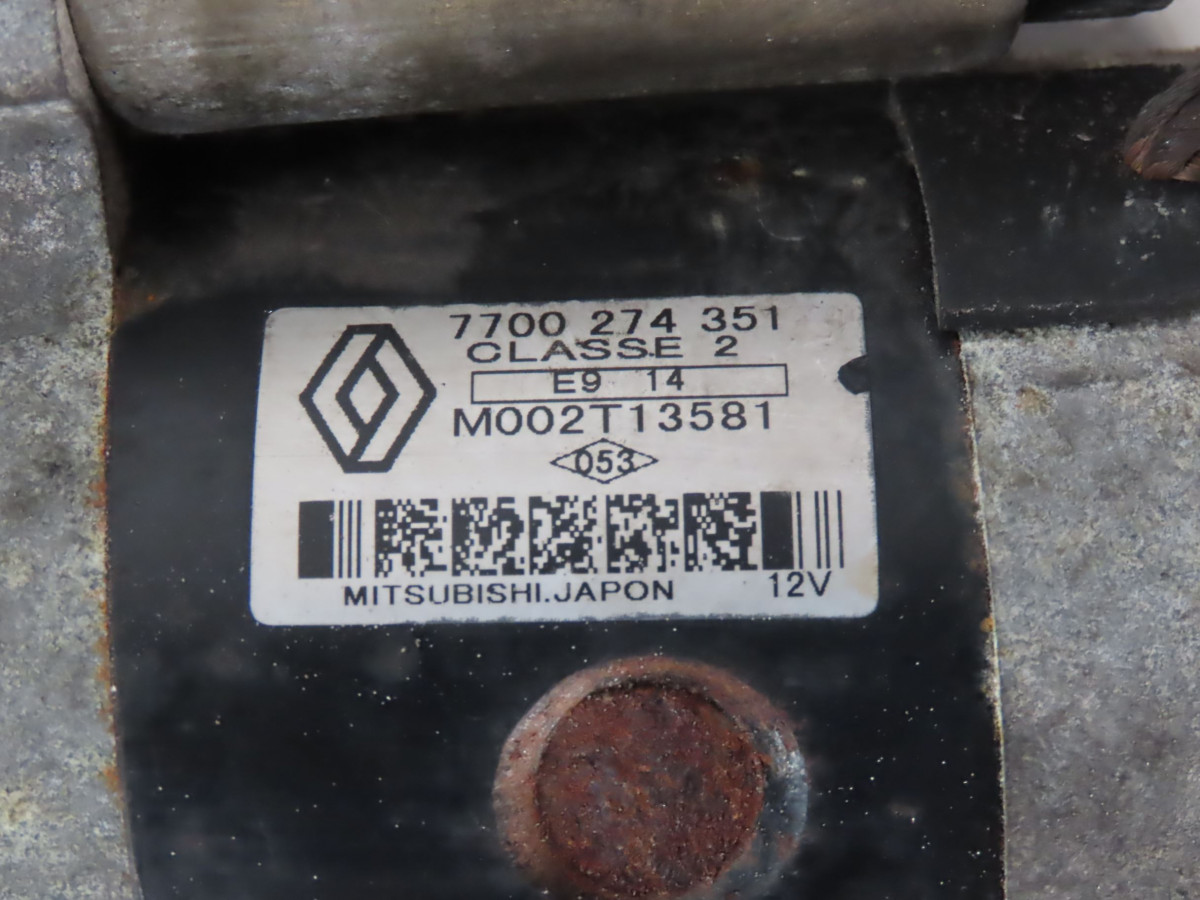 7700 274 351
CLASSE 2
E9 14
M002T13581
053
MITSUBISHI.JAPON 12V